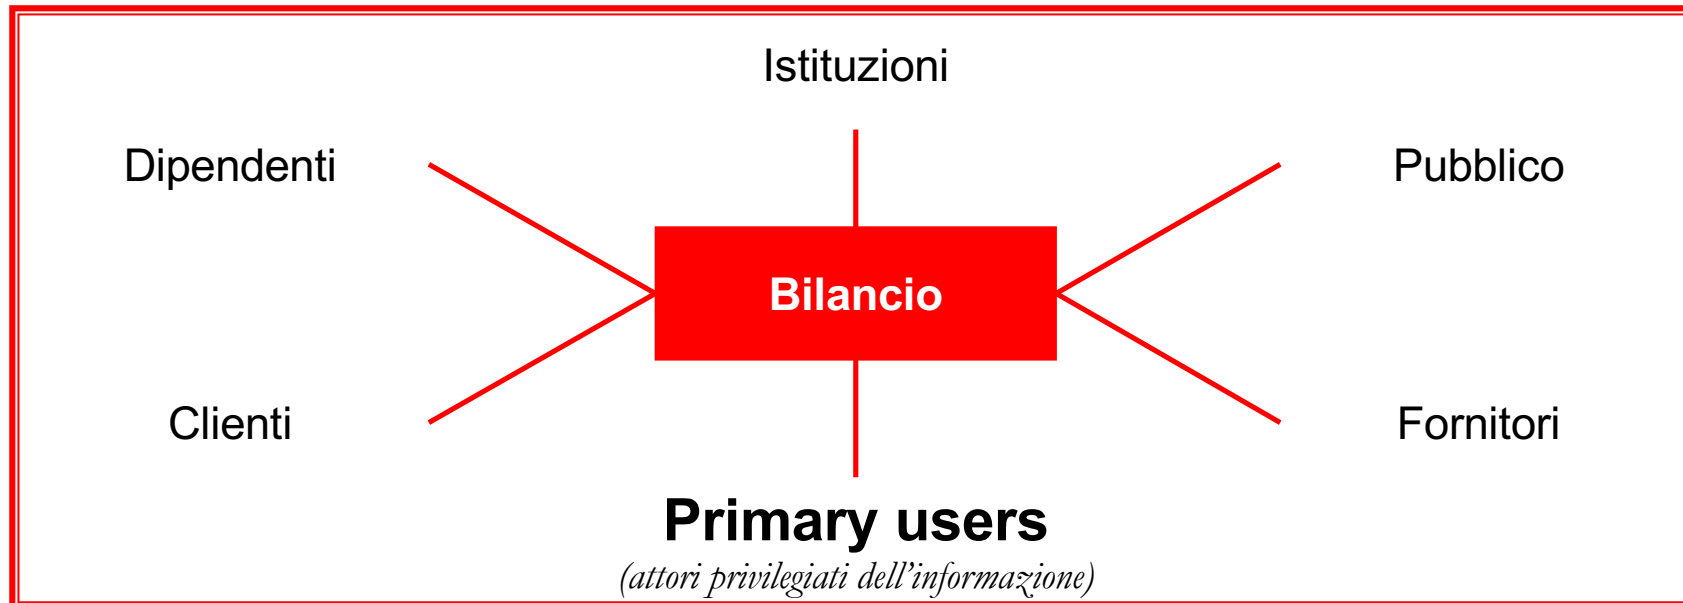 Istituzioni
Dipendenti
Pubblico
Bilancio
Clienti
Fornitori
Primary users
(attori privilegiati dell'informazione)